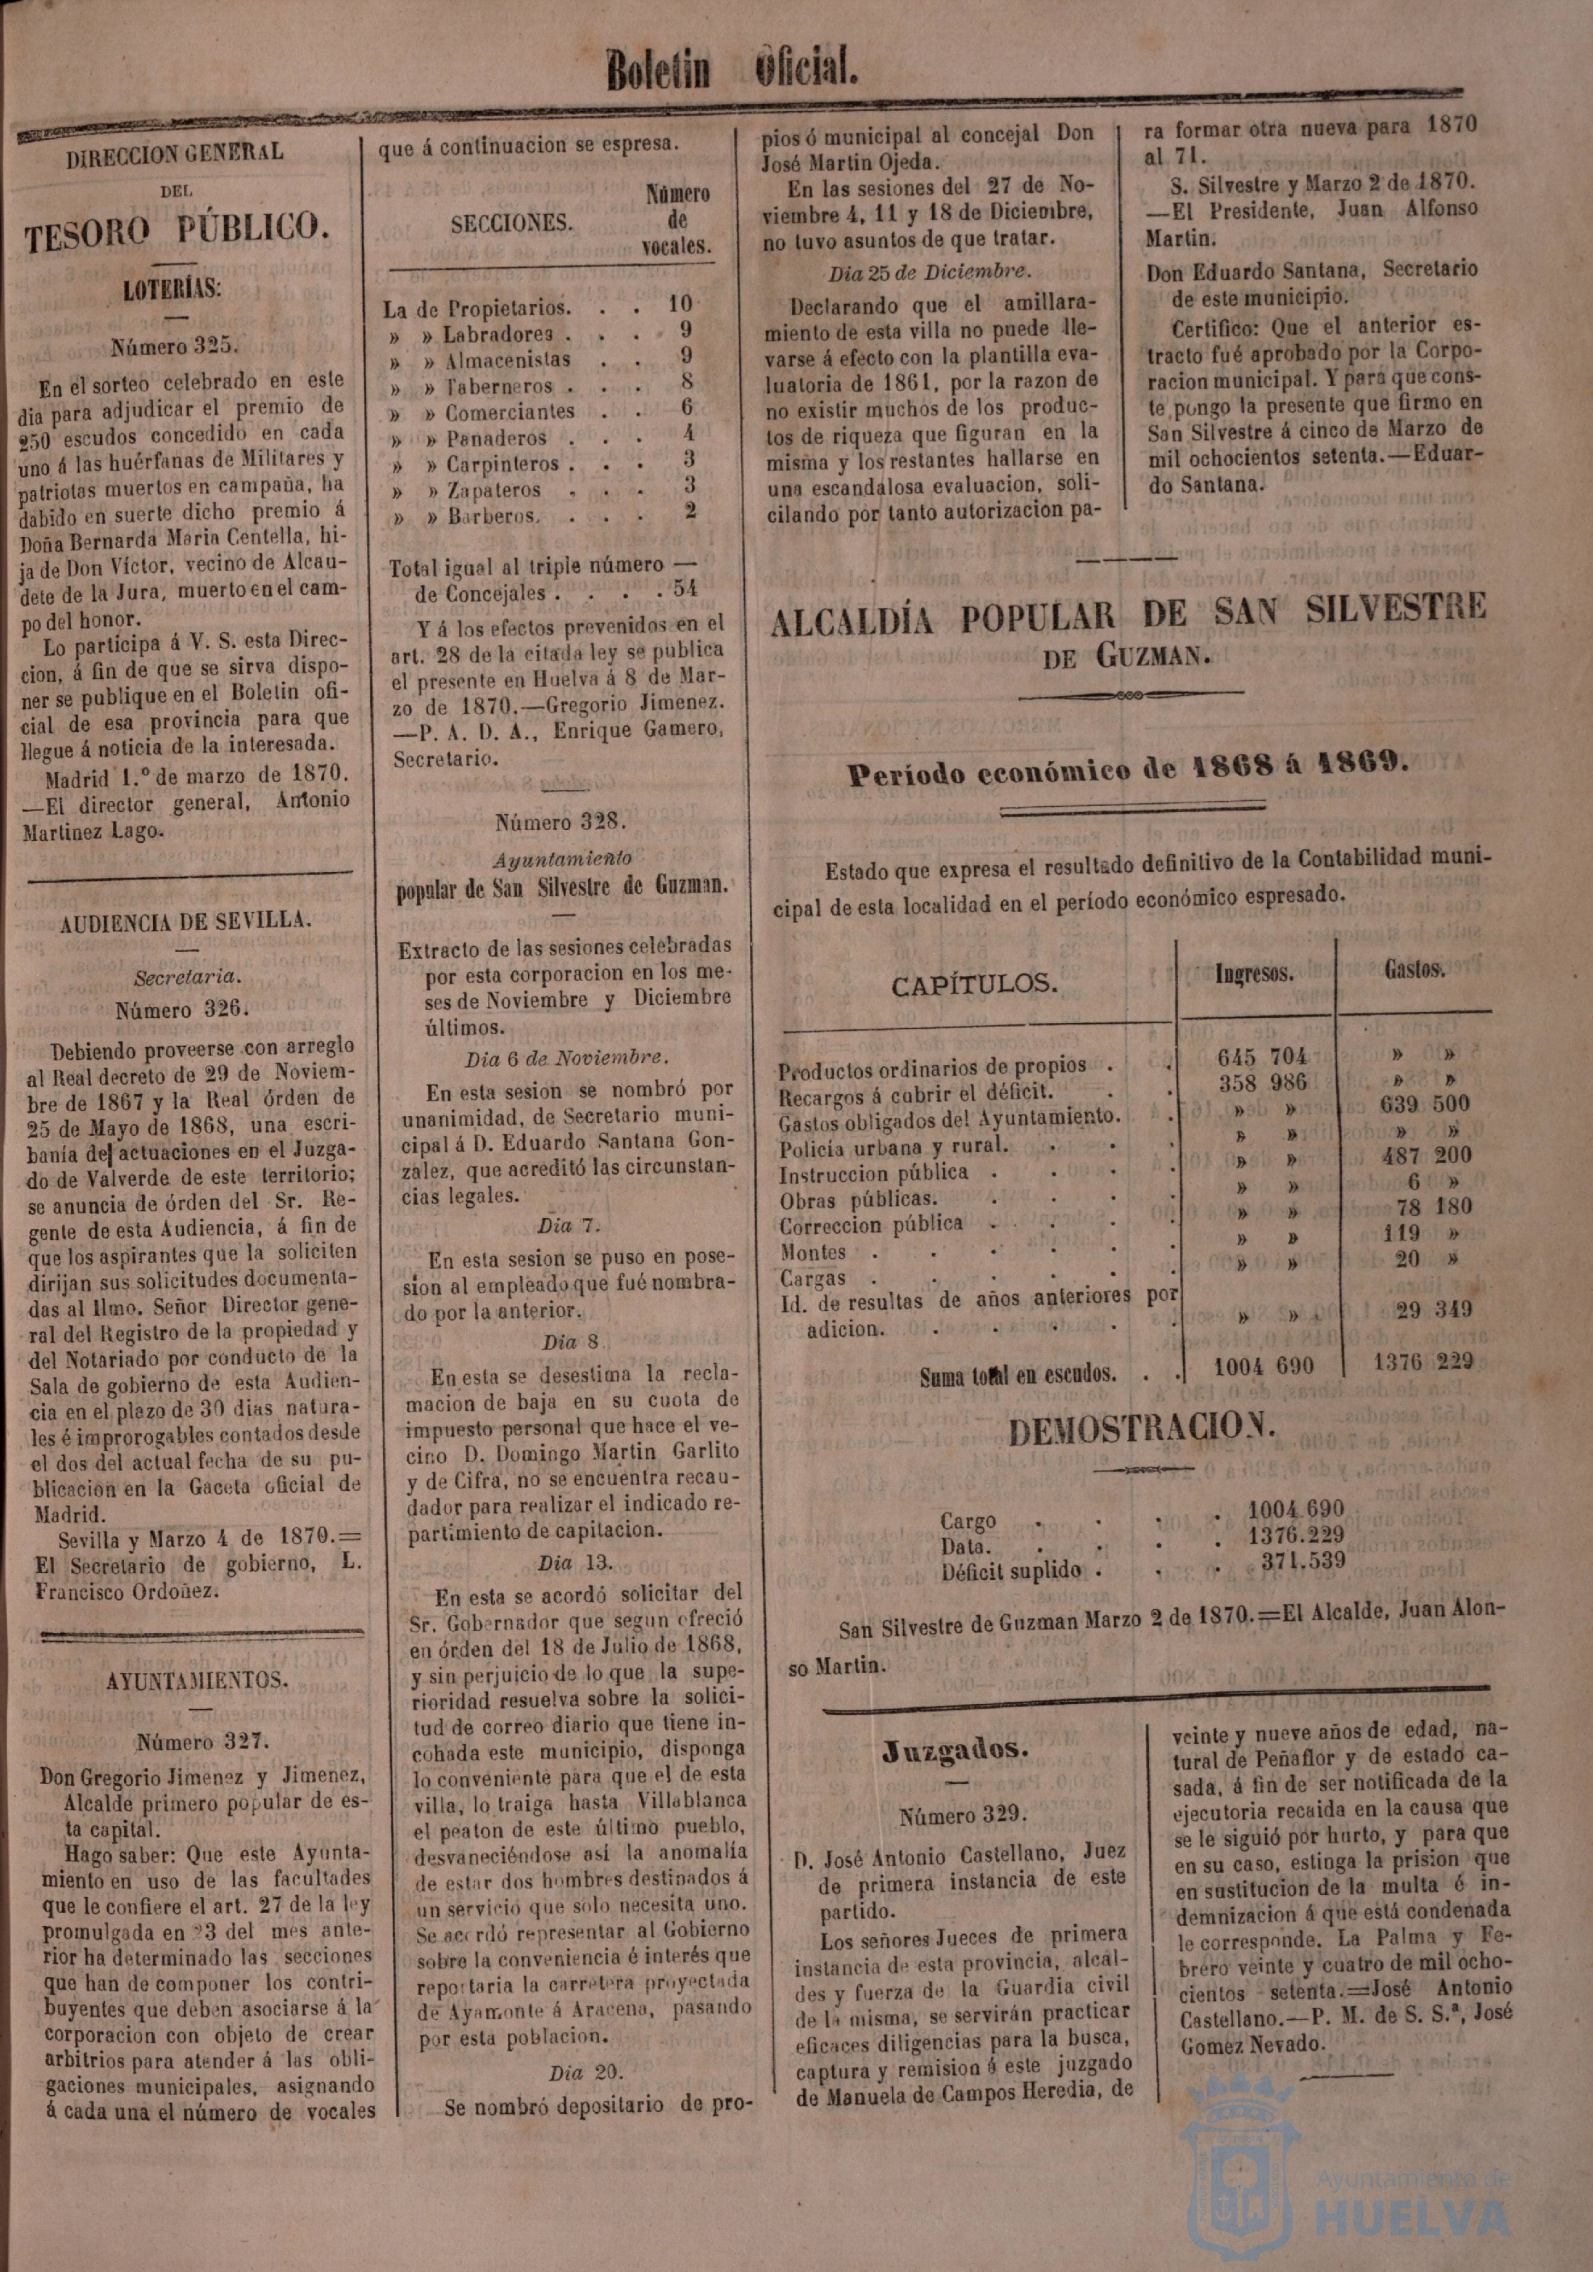 Boletin Oficial.
DIRECCION GENERAL
DEL
TESORO PÚBLICO.
LOTERÍAS:
Número 325.
En el sorteo celebrado en este
dia para adjudicar el premio de
250 escudos concedido en cada
uno á las huérfanas de Militares y
patriotas muertos en campaña, ha
dabido en suerte dicho premio á
Doña Bernarda Maria Centella, hi-
ja de Don Víctor, vecino de Alcau-
dete de la Jura, muerto en el cam-
po del honor.
Lo participa á V. S. esta Direc-
cion, á fin de que se sirva dispo-
ner se publique en el Boletin ofi-
cial de esa provincia para que
llegue á noticia de la interesada.
Madrid 1.º de marzo de 1870.
—El director general, Antonio
Martinez Lago.
AUDIENCIA DE SEVILLA.
Secretaria.
Número 326.
Debiendo proveerse con arreglo
al Real decreto de 29 de Noviem-
bre de 1867 y la Real órden de
25 de Mayo de 1868, una escri-
banía de actuaciones en el Juzga-
do de Valverde de este territorio;
se anuncia de órden del Sr. Re-
gente de esta Audiencia, á fin de
que los aspirantes que la soliciten
dirijan sus solicitudes documenta-
das al Ilmo. Señor Director gene-
ral del Registro de la propiedad y
del Notariado por conducto de la
Sala de gobierno de esta Audien-
cia en el plazo de 30 dias natura-
les é improrogables contados desde
el dos del actual fecha de su pu-
blicacion en la Gaceta oficial de
Madrid.
Sevilla y Marzo 4 de 1870.=
El Secretario de gobierno, L.
Francisco Ordoñez.
AYUNTAMIENTOS.
Número 327.
Don Gregorio Jimenez y Jimenez,
Alcalde primero popular de es-
ta capital.
Hago saber: Que este Ayunta-
miento en uso de las facultades
que le confiere el art. 27 de la ley
promulgada en 23 del mes ante-
rior ha determinado las secciones
que han de componer los contri-
buyentes que deben asociarse á la
corporacion con objeto de crear
arbitrios para atender á las obli-
gaciones municipales, asignando
á cada una el número de vocales
que á continuacion se espresa.
SECCIONES. Número de vocales.
La de Propietarios. . . 10
» » Labradores . . . 9
» » Almacenistas . . 9
» » Taberneros . . . 8
» » Comerciantes . . 6
» » Panaderos . . . 4
» » Carpinteros . . . 3
» » Zapateros . . . 3
» » Barberos. . . . 2
Total igual al triple número —
de Concejales . . . . 54
Y á los efectos prevenidos en el
art. 28 de la citada ley se publica
el presente en Huelva á 8 de Mar-
zo de 1870.—Gregorio Jimenez.
—P. A. D. A., Enrique Gamero,
Secretario.
Número 328.
Ayuntamiento
popular de San Silvestre de Guzman.
Extracto de las sesiones celebradas
por esta corporacion en los me-
ses de Noviembre y Diciembre
últimos.
Dia 6 de Noviembre.
En esta sesion se nombró por
unanimidad, de Secretario muni-
cipal á D. Eduardo Santana Gon-
zalez, que acreditó las circunstan-
cias legales.
Dia 7.
En esta sesion se puso en pose-
sion al empleado que fué nombra-
do por la anterior.
Dia 8.
En esta se desestima la recla-
macion de baja en su cuota de
impuesto personal que hace el ve-
cino D. Domingo Martin Garlito
y de Cifra, no se encuentra recau-
dador para realizar el indicado re-
partimiento de capitacion.
Dia 13.
En esta se acordó solicitar del
Sr. Gobernador que segun ofreció
en órden del 18 de Julio de 1868,
y sin perjuicio de lo que la supe-
rioridad resuelva sobre la solici-
tud de correo diario que tiene in-
cohada este municipio, disponga
lo conveniente para que el de esta
villa, lo traiga hasta Villablanca
el peaton de este último pueblo,
desvaneciéndose así la anomalía
de estar dos hombres destinados á
un servicio que solo necesita uno.
Se acordó representar al Gobierno
sobre la conveniencia é interés que
reportaria la carretera proyectada
de Ayamonte á Aracena, pasando
por esta poblacion.
Dia 20.
Se nombró depositario de pro-
pios ó municipal al concejal Don
José Martin Ojeda.
En las sesiones del 27 de No-
viembre 4, 11 y 18 de Diciembre,
no tuvo asuntos de que tratar.
Dia 25 de Diciembre.
Declarando que el amillara-
miento de esta villa no puede lle-
varse á efecto con la plantilla eva-
luatoria de 1861, por la razon de
no existir muchos de los produc-
tos de riqueza que figuran en la
misma y los restantes hallarse en
una escandalosa evaluacion, soli-
citando por tanto autorizacion pa-
ra formar otra nueva para 1870
al 71.
S. Silvestre y Marzo 2 de 1870.
—El Presidente, Juan Alfonso
Martin.
Don Eduardo Santana, Secretario
de este municipio.
Certifico: Que el anterior es-
tracto fué aprobado por la Corpo-
racion municipal. Y para que cons-
te pongo la presente que firmo en
San Silvestre á cinco de Marzo de
mil ochocientos setenta.—Eduar-
do Santana.
ALCALDÍA POPULAR DE SAN SILVESTRE
DE GUZMAN.
Período económico de 1868 á 1869.
Estado que expresa el resultado definitivo de la Contabilidad muni-
cipal de esta localidad en el período económico espresado.
CAPÍTULOS. Ingresos. Gastos.
Productos ordinarios de propios . . 645 704 » »
Recargos á cubrir el déficit. . . 358 986 » »
Gastos obligados del Ayuntamiento. . » » 639 500
Policía urbana y rural. . . . » » » »
Instruccion pública . . . . » » 487 200
Obras públicas. . . . . » » 6 »
Correccion pública . . . . » » 78 180
Montes . . . . . . » » 119 »
Cargas . . . . . . » » 20 »
Id. de resultas de años anteriores por
adicion. . . . . . » » 29 349
Suma total en escudos. . . 1004 690 1376 229
DEMOSTRACION.
Cargo . . . . 1004.690
Data. . . . . 1376.229
Déficit suplido . . . 371.539
San Silvestre de Guzman Marzo 2 de 1870.=El Alcalde, Juan Alon-
so Martin.
Juzgados.
Número 329.
D. José Antonio Castellano, Juez
de primera instancia de este
partido.
Los señores Jueces de primera
instancia de esta provincia, alcal-
des y fuerza de la Guardia civil
de la misma, se servirán practicar
eficaces diligencias para la busca,
captura y remision á este juzgado
de Manuela de Campos Heredia, de
veinte y nueve años de edad, na-
tural de Peñaflor y de estado ca-
sada, á fin de ser notificada de la
ejecutoria recaida en la causa que
se le siguió por hurto, y para que
en su caso, estinga la prision que
en sustitucion de la multa é in-
demnizacion á que está condenada
le corresponde. La Palma y Fe-
brero veinte y cuatro de mil ocho-
cientos setenta.=José Antonio
Castellano.—P. M. de S. S.ª, José
Gomez Nevado.
Ayuntamiento de
HUELVA